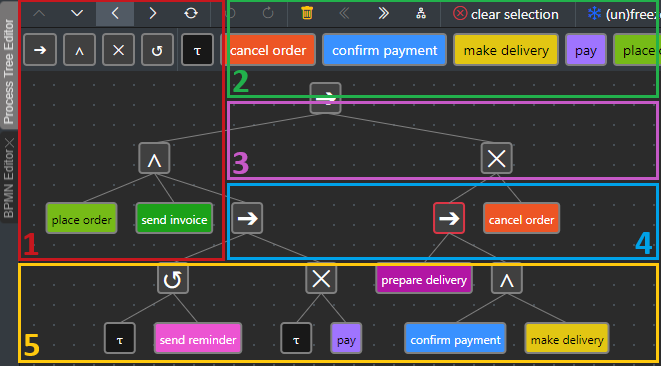 Process Tree Editor
BPMN Editor
clear selection
(un)freez
τ
cancel order
confirm payment
make delivery
pay
place o
2
3
place order
send invoice
cancel order
1
4
prepare delivery
5
τ
send reminder
τ
pay
confirm payment
make delivery